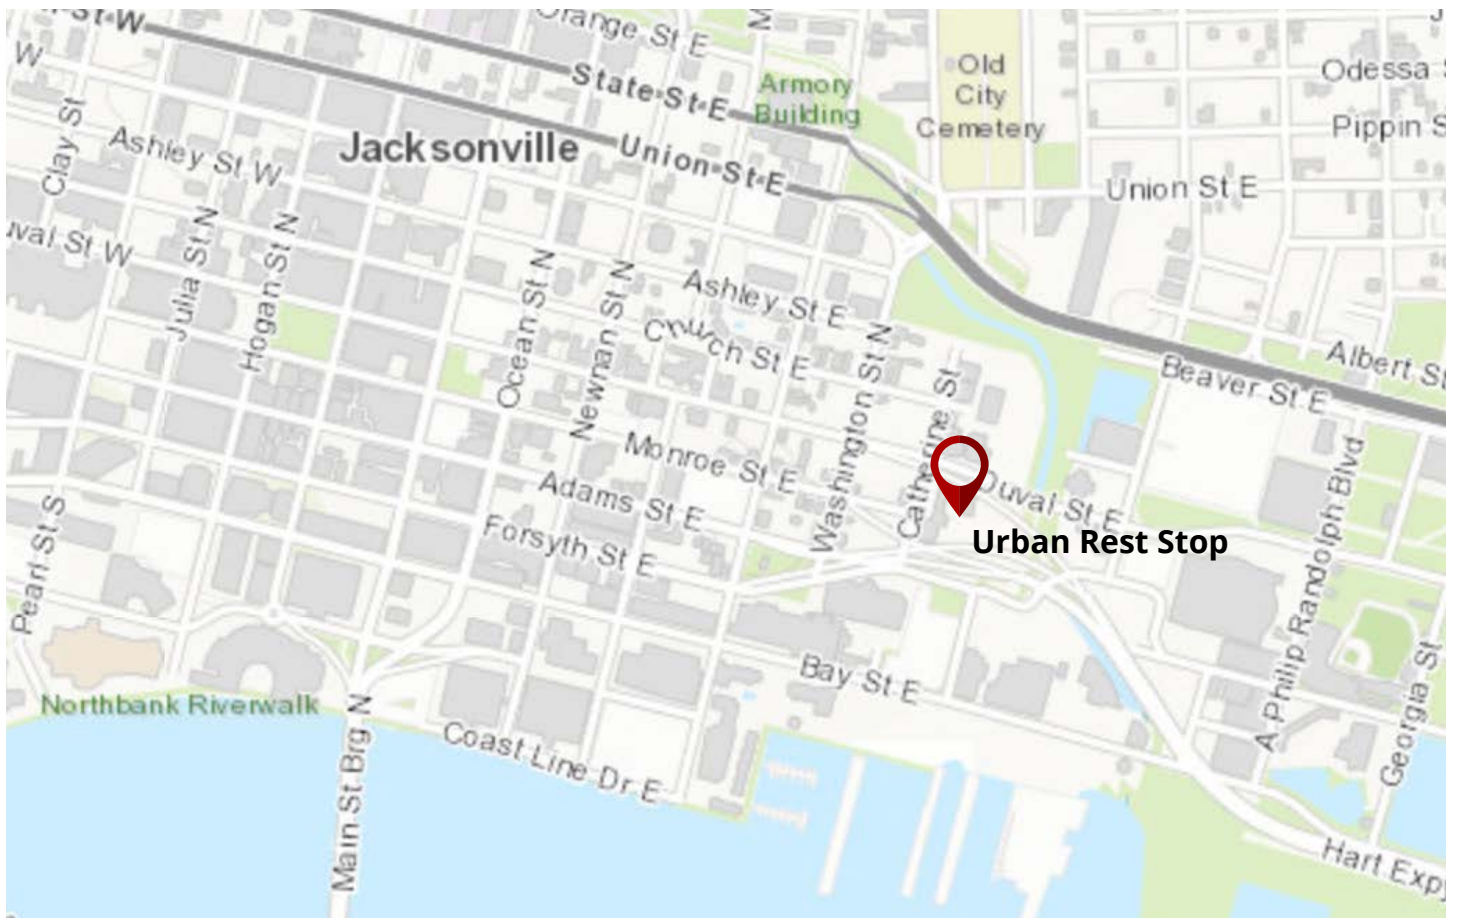 Orange St E
State St E
Armory
Building
Old
City
Cemetery
Odessa
Pippin S
W
Clay St
Ashley St W
Jacksonville
Union St E
Union St E
Julia St N
Hogan St N
Ocean St N
Newnan St N
Ashley St E
Church St E
Washington St N
Catherine St
Beaver St E
Albert St
Monroe St E
Adams St E
Forsyth St E
Duval St E
Urban Rest Stop
A Philip Randolph Blvd
Pearl St S
Bay St E
Georgia St
Northbank Riverwalk
Main St Brg N
Coast Line Dr E
Hart Expy
uval St W